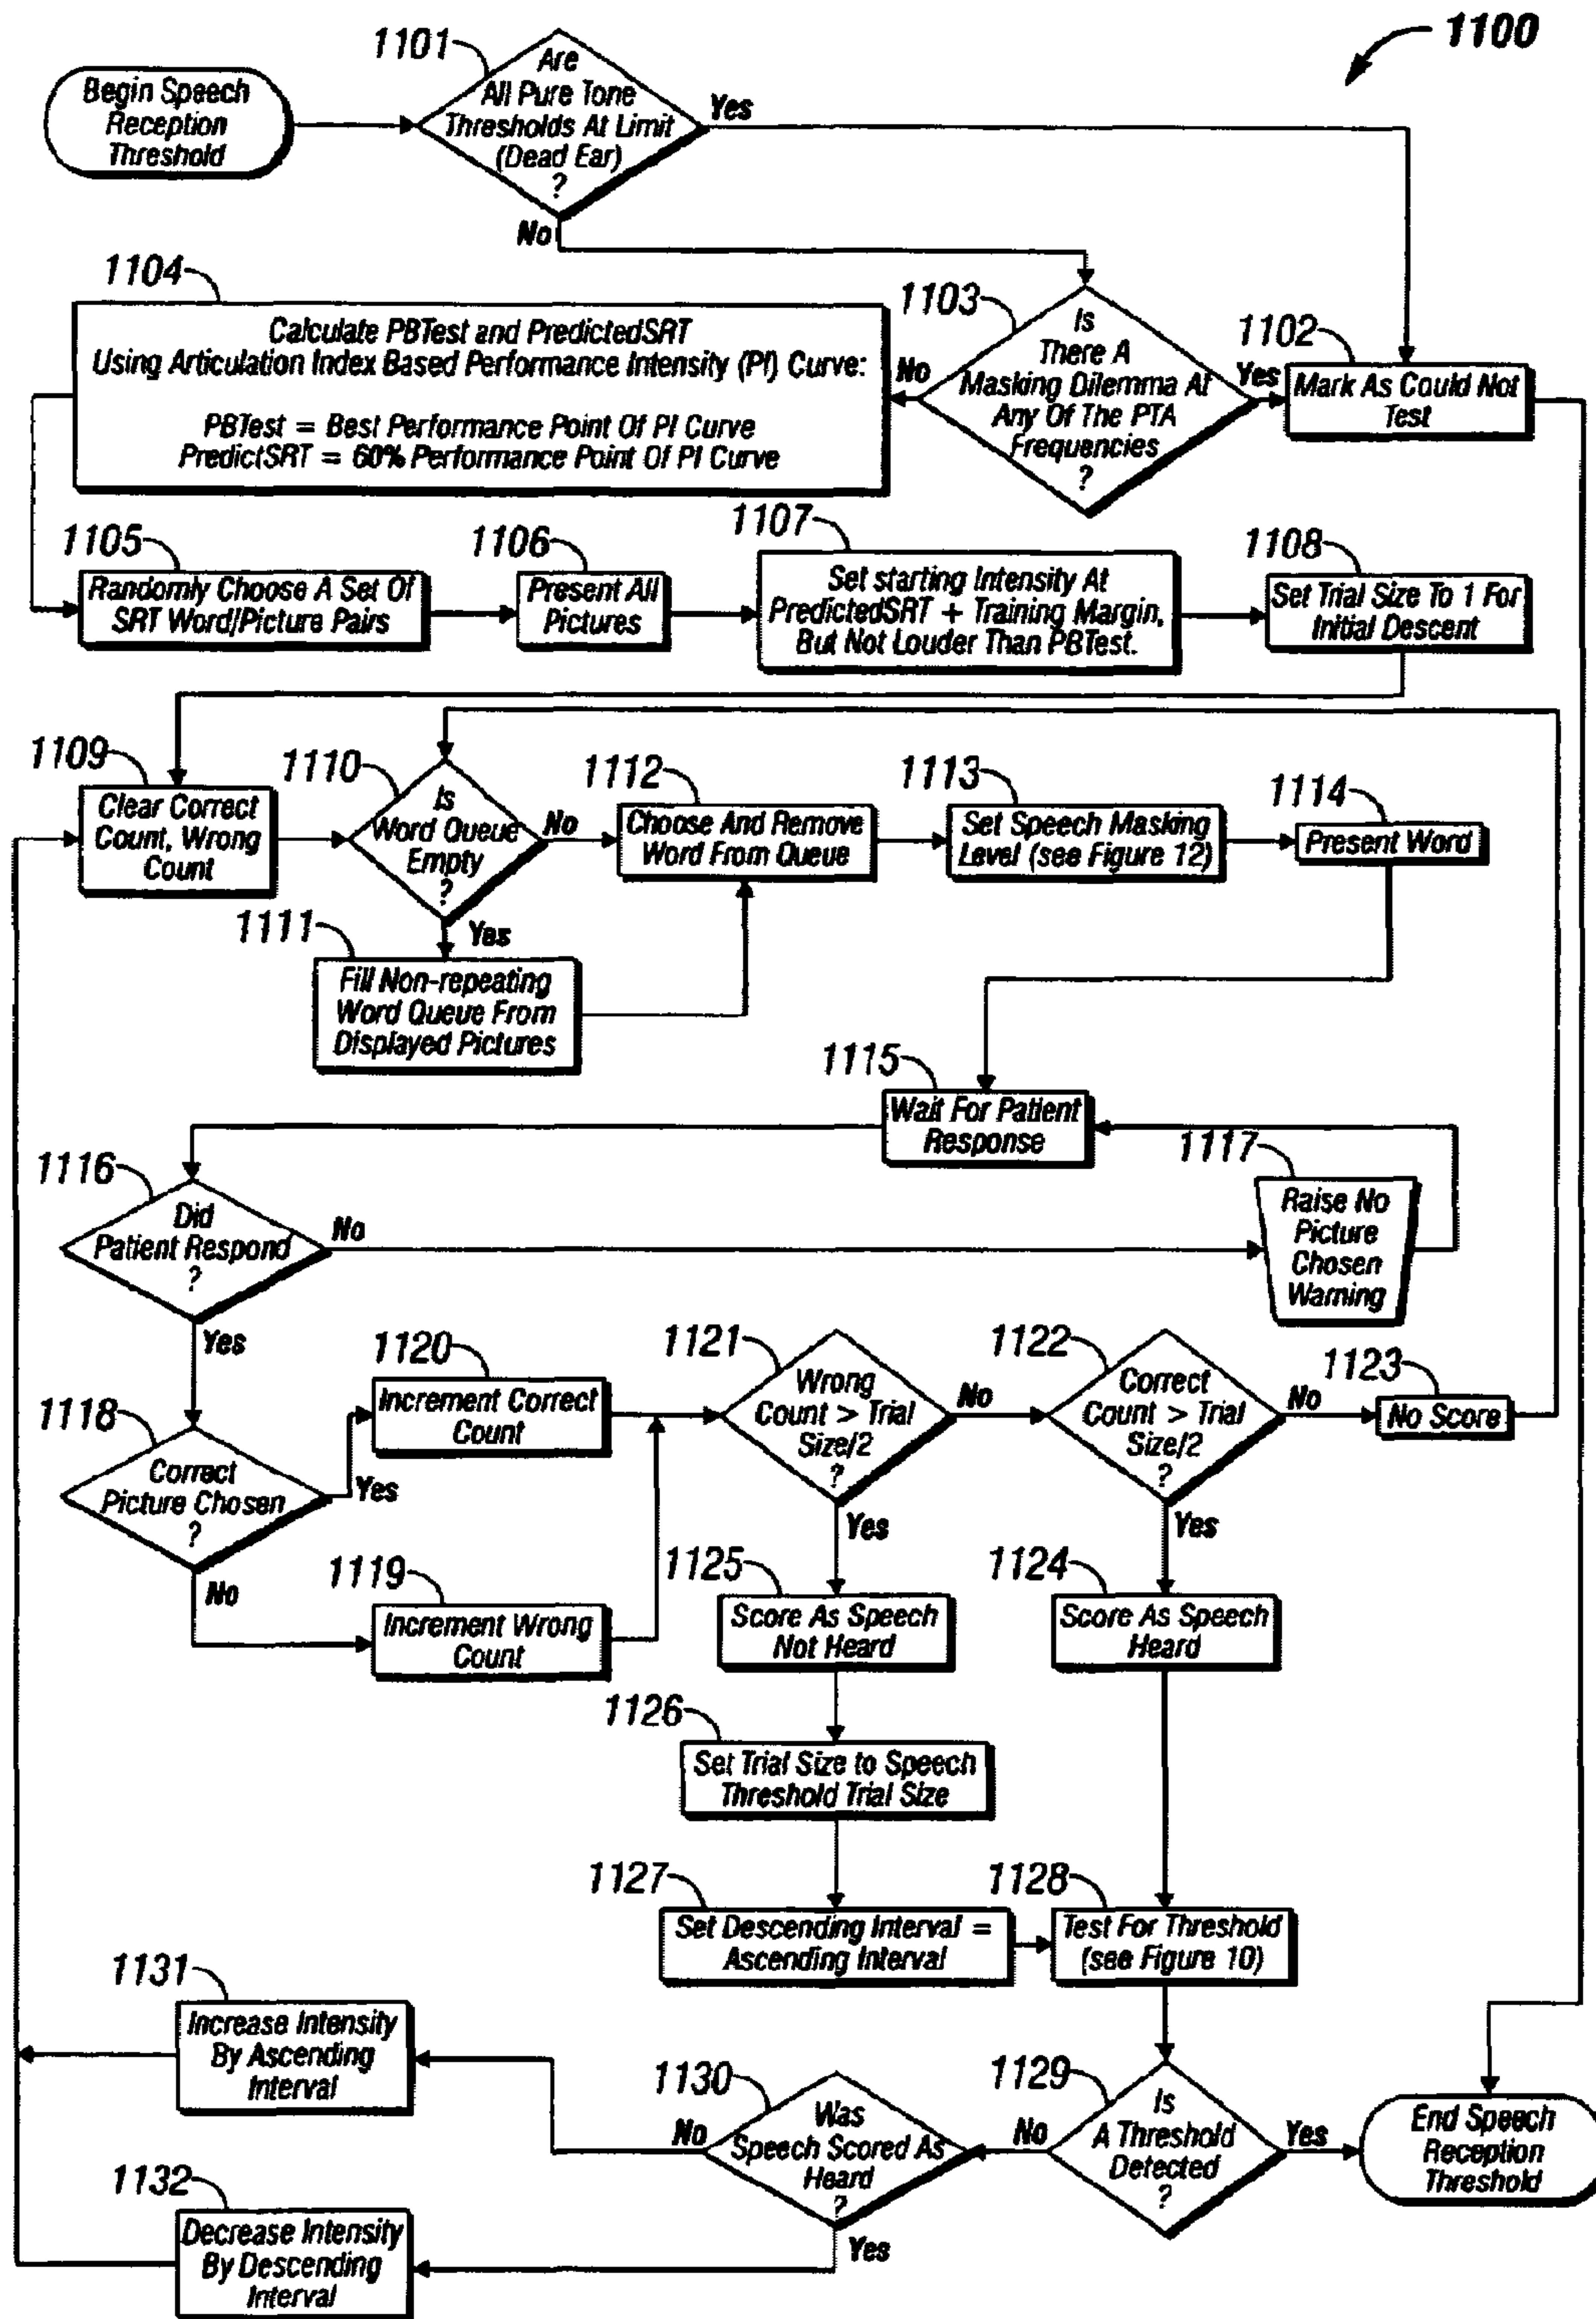 1100
1101
Begin Speech
Reception
Threshold
Are
All Pure Tone
Thresholds At Limit
(Dead Ear)
?
Yes
No
1104
Calculate PBTest and PredictedSRT
Using Articulation Index Based Performance Intensity (PI) Curve:
PBTest = Best Performance Point Of PI Curve
PredictSRT = 60% Performance Point Of PI Curve
1103
Is
There A
Masking Dilemma At
Any Of The PTA
Frequencies
?
No
Yes
1102
Mark As Could Not
Test
1105
Randomly Choose A Set Of
SRT Word/Picture Pairs
1106
Present All
Pictures
1107
Set starting Intensity At
PredictedSRT + Training Margin,
But Not Louder Than PBTest.
1108
Set Trial Size To 1 For
Initial Descent
1109
Clear Correct
Count, Wrong
Count
1110
Is
Word Queue
Empty
?
No
Yes
1111
Fill Non-repeating
Word Queue From
Displayed Pictures
1112
Choose And Remove
Word From Queue
1113
Set Speech Masking
Level (see Figure 12)
1114
Present Word
1115
Wait For Patient
Response
1116
Did
Patient Respond
?
No
Yes
1117
Raise No
Picture
Chosen
Warning
1118
Correct
Picture Chosen
?
Yes
No
1120
Increment Correct
Count
1119
Increment Wrong
Count
1121
Wrong
Count > Trial
Size/2
?
No
Yes
1122
Correct
Count > Trial
Size/2
?
No
Yes
1123
No Score
1125
Score As Speech
Not Heard
1124
Score As Speech
Heard
1126
Set Trial Size to Speech
Threshold Trial Size
1127
Set Descending Interval =
Ascending Interval
1128
Test For Threshold
(see Figure 10)
1129
Is
A Threshold
Detected
?
No
Yes
End Speech
Reception
Threshold
1130
Was
Speech Scored As
Heard
?
No
Yes
1131
Increase Intensity
By Ascending
Interval
1132
Decrease Intensity
By Descending
Interval